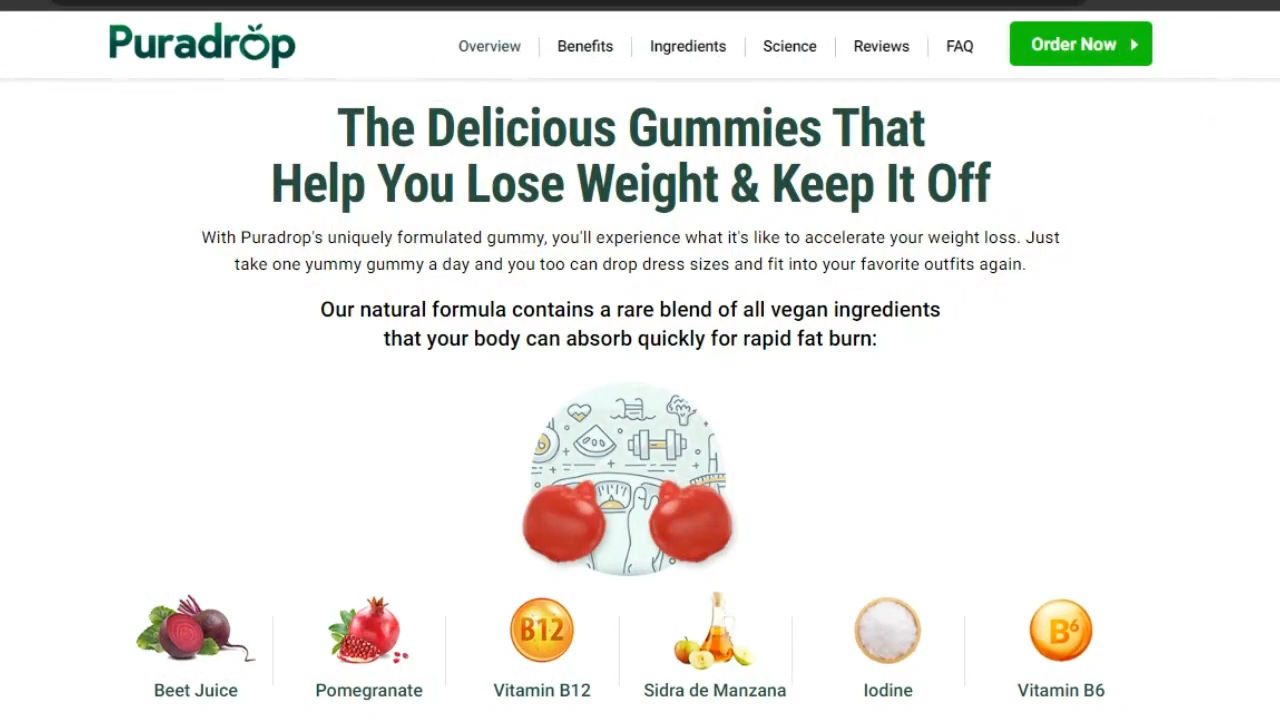 Puradrop
Overview
Benefits
Ingredients
Science
Reviews
FAQ
Order Now
The Delicious Gummies That
Help You Lose Weight & Keep It Off
With Puradrop's uniquely formulated gummy, you'll experience what it's like to accelerate your weight loss. Just
take one yummy gummy a day and you too can drop dress sizes and fit into your favorite outfits again.
Our natural formula contains a rare blend of all vegan ingredients
that your body can absorb quickly for rapid fat burn:
B12
B6
Beet Juice
Pomegranate
Vitamin B12
Sidra de Manzana
Iodine
Vitamin B6